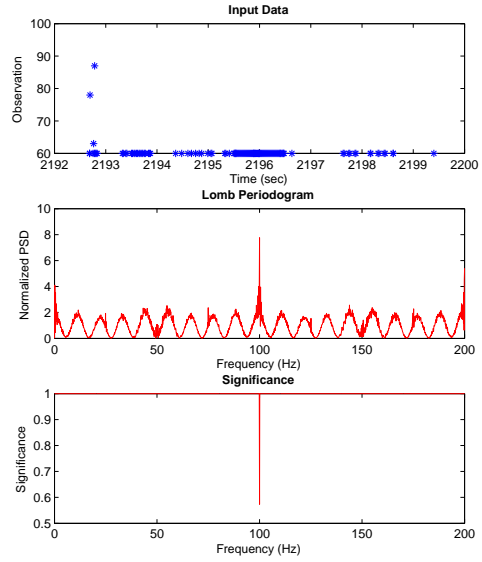 Input Data
100
90
80
70
60
Observation
2192 2193 2194 2195 2196 2197 2198 2199 2200
Time (sec)
Lomb Periodogram
10
8
6
4
2
0
Normalized PSD
0 50 100 150 200
Frequency (Hz)
Significance
1
0.9
0.8
0.7
0.6
0.5
Significance
0 50 100 150 200
Frequency (Hz)